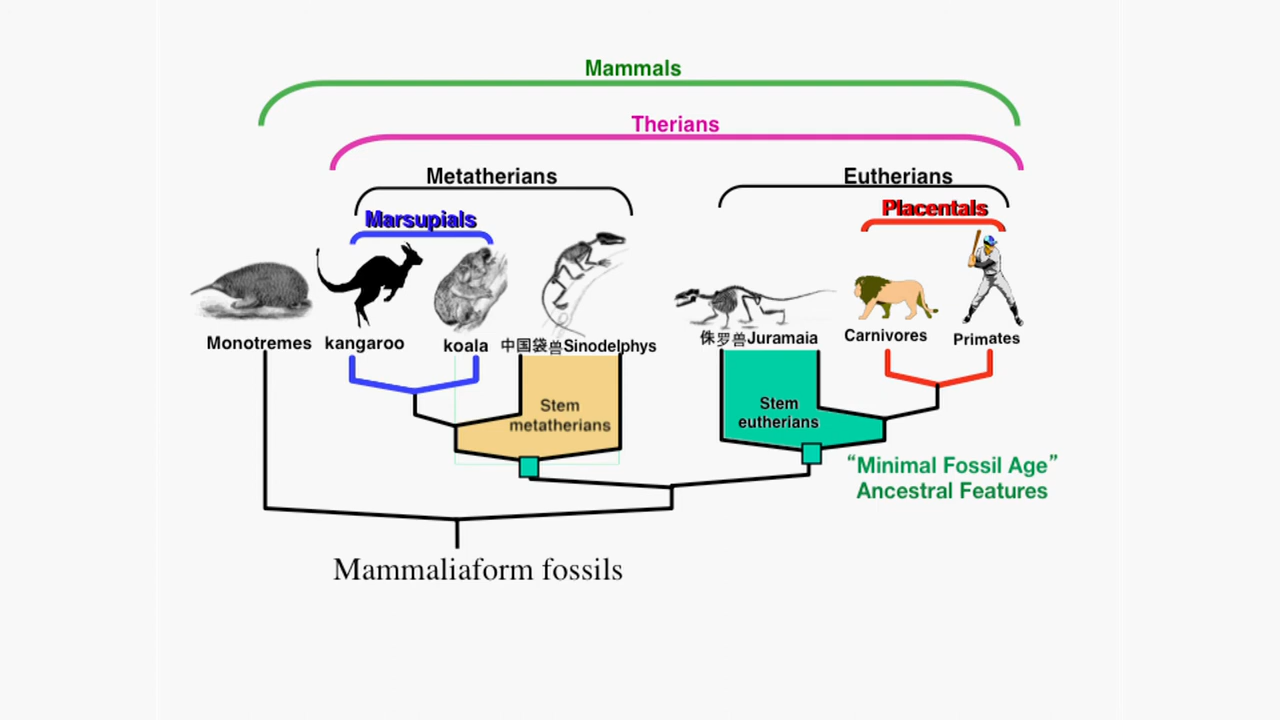 Mammals
Therians
Metatherians
Eutherians
Marsupials
Placentals
Monotremes
kangaroo
koala
中国袋兽Sinodelphys
侏罗兽Juramaia
Carnivores
Primates
Stem
metatherians
Stem
eutherians
“Minimal Fossil Age”
Ancestral Features
Mammaliaform fossils